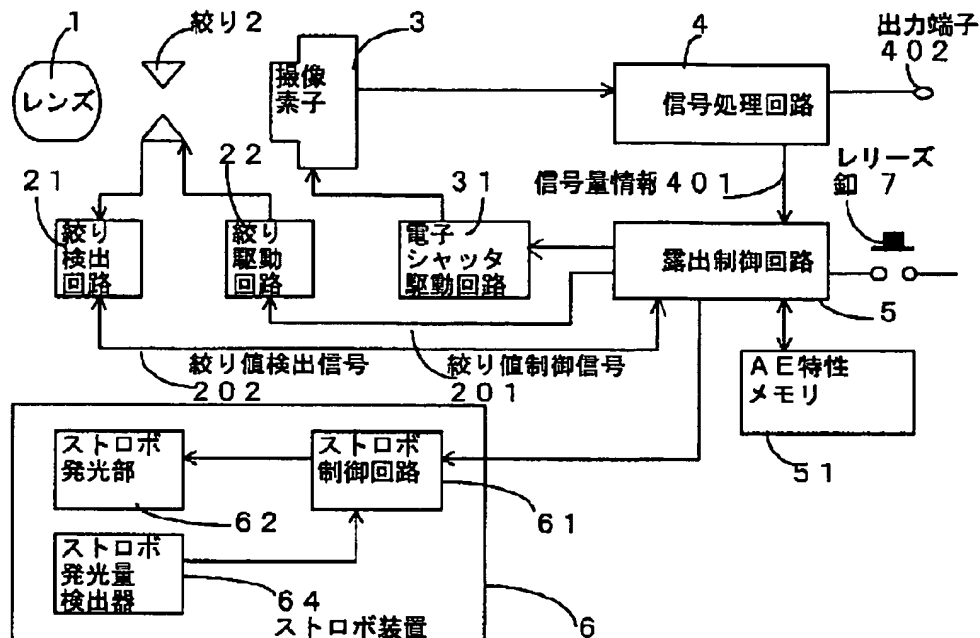 1
絞り2
3
4
出力端子
402
レンズ
撮像
素子
信号処理回路
レリーズ
釦 7
信号量情報401
21
22
31
絞り
検出
回路
絞り
駆動
回路
電子
シャッタ
駆動回路
露出制御回路
5
絞り値検出信号
202
絞り値制御信号
201
AE特性
メモリ
51
ストロボ
発光部
62
ストロボ
制御回路
61
ストロボ
発光量
検出器
64
ストロボ装置
6